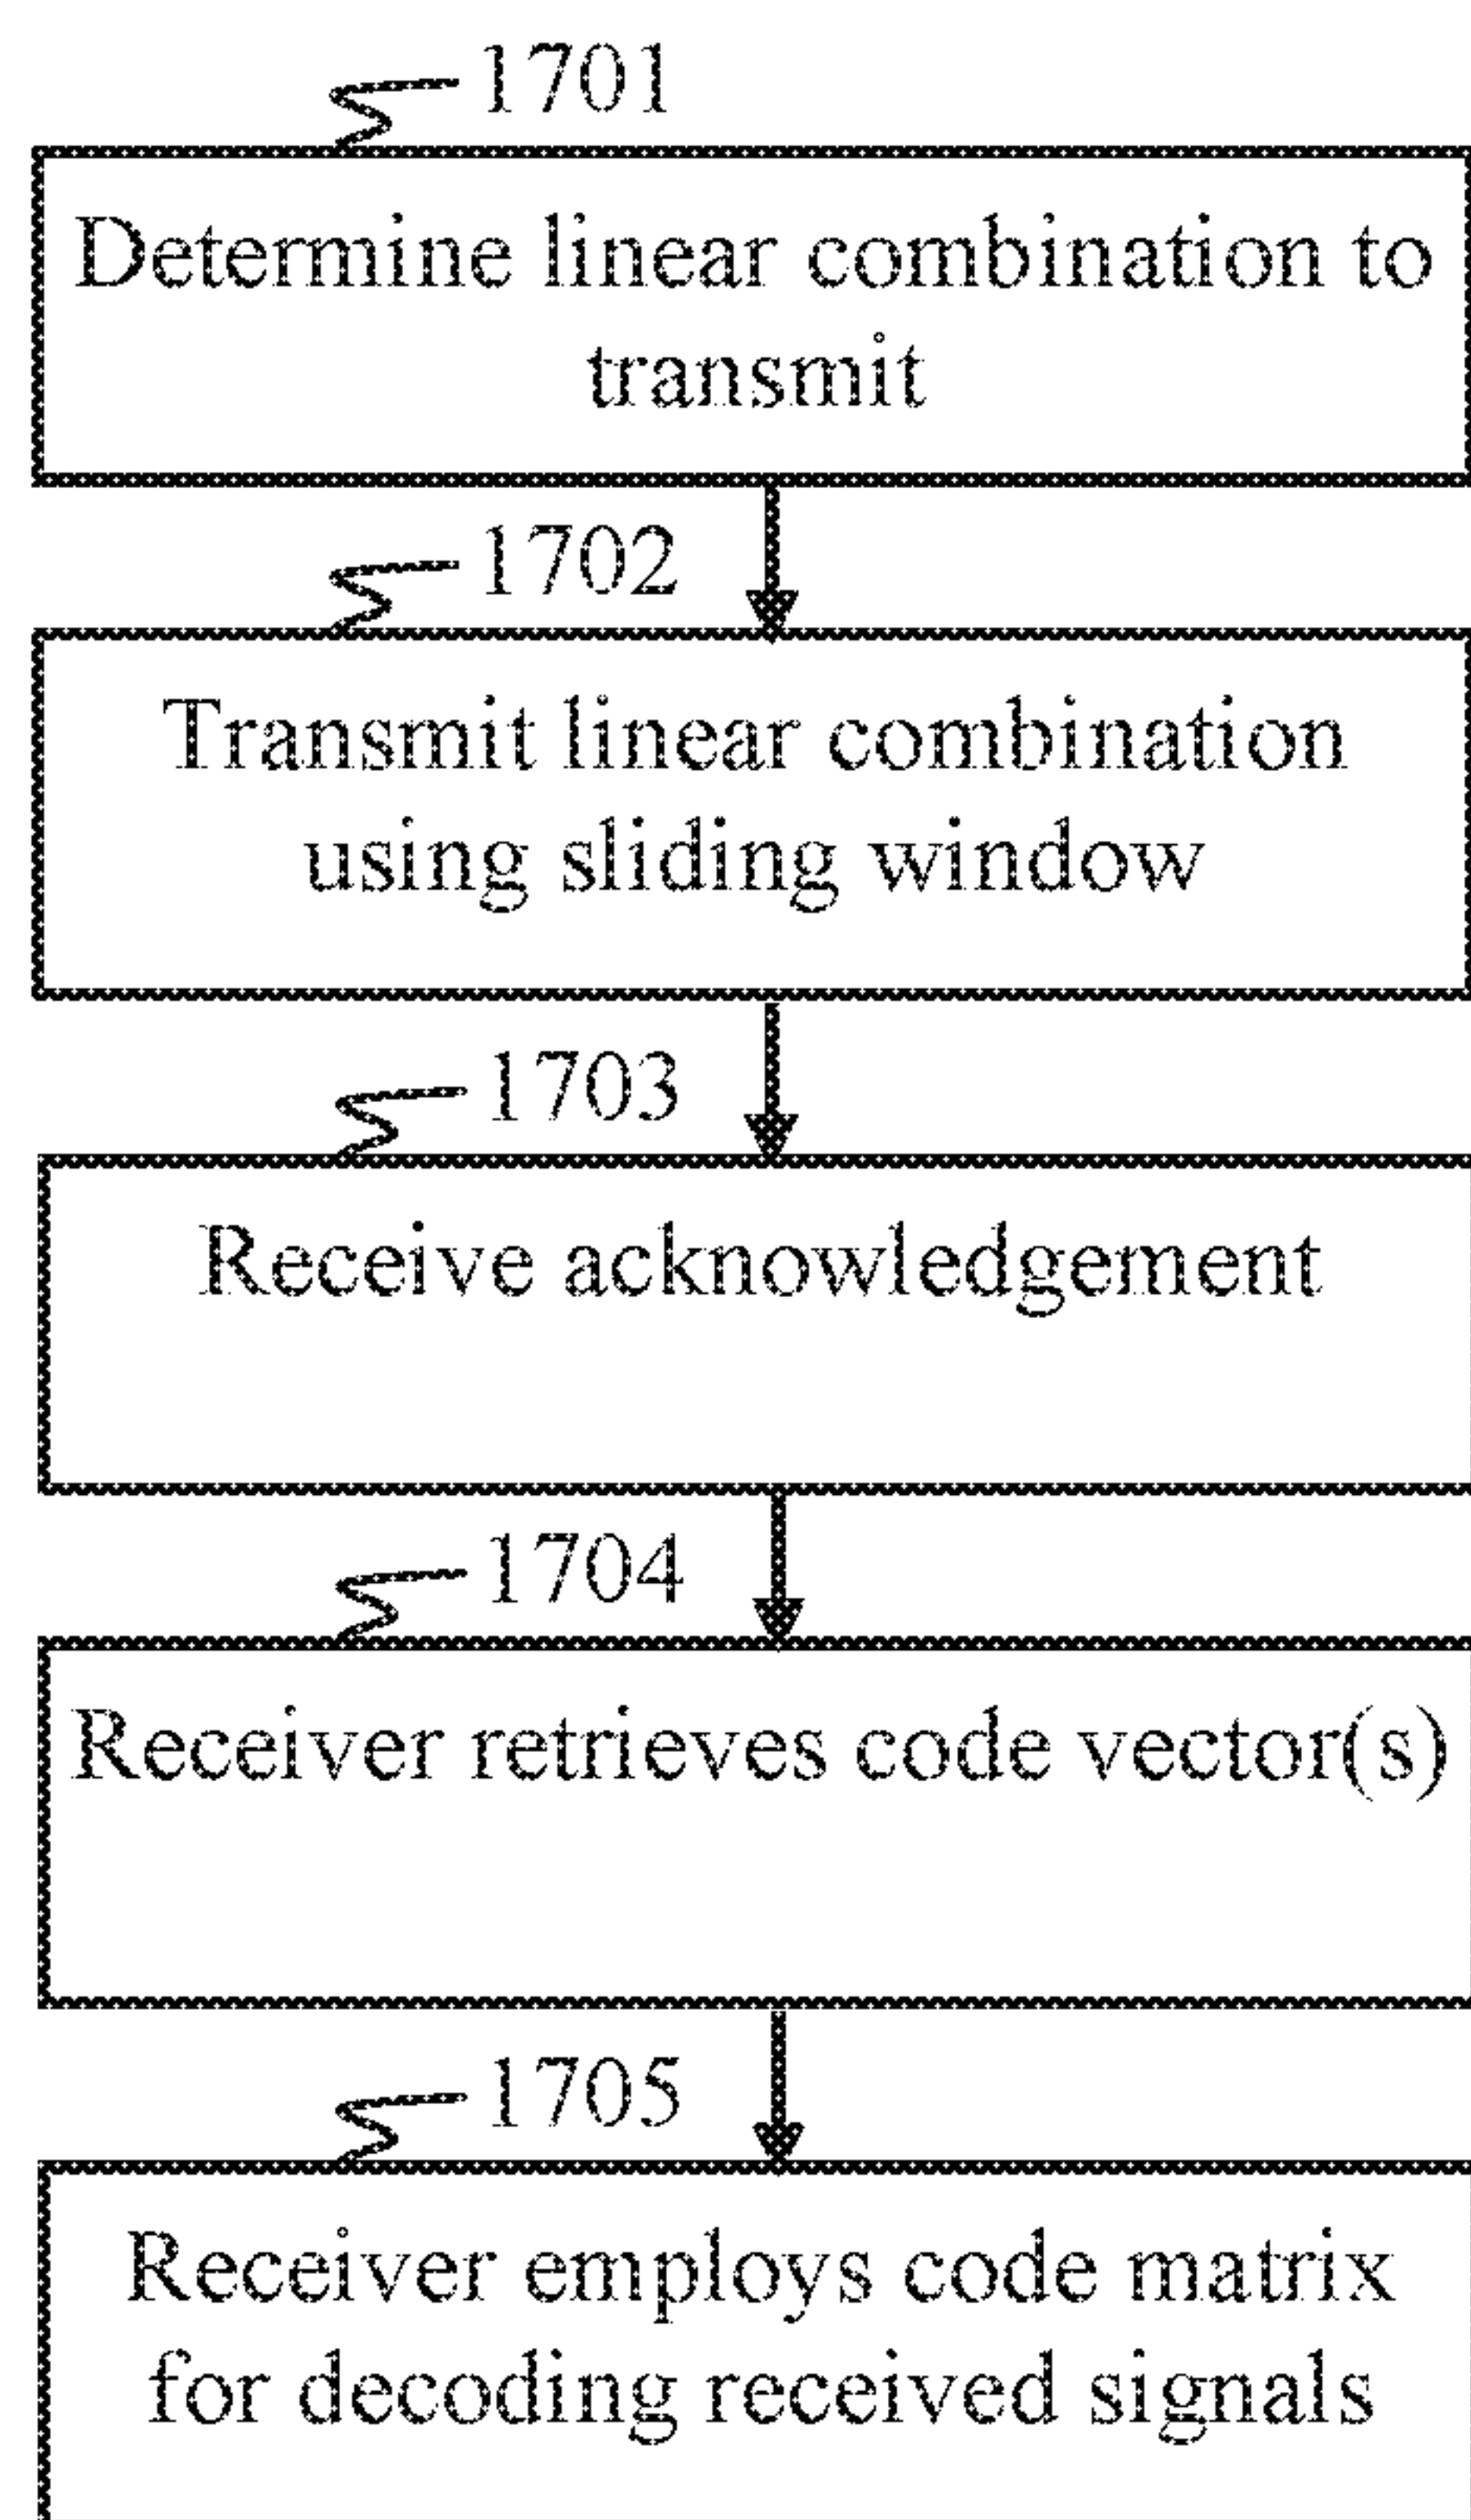 1701
Determine linear combination to
transmit
1702
Transmit linear combination
using sliding window
1703
Receive acknowledgement
1704
Receiver retrieves code vector(s)
1705
Receiver employs code matrix
for decoding received signals